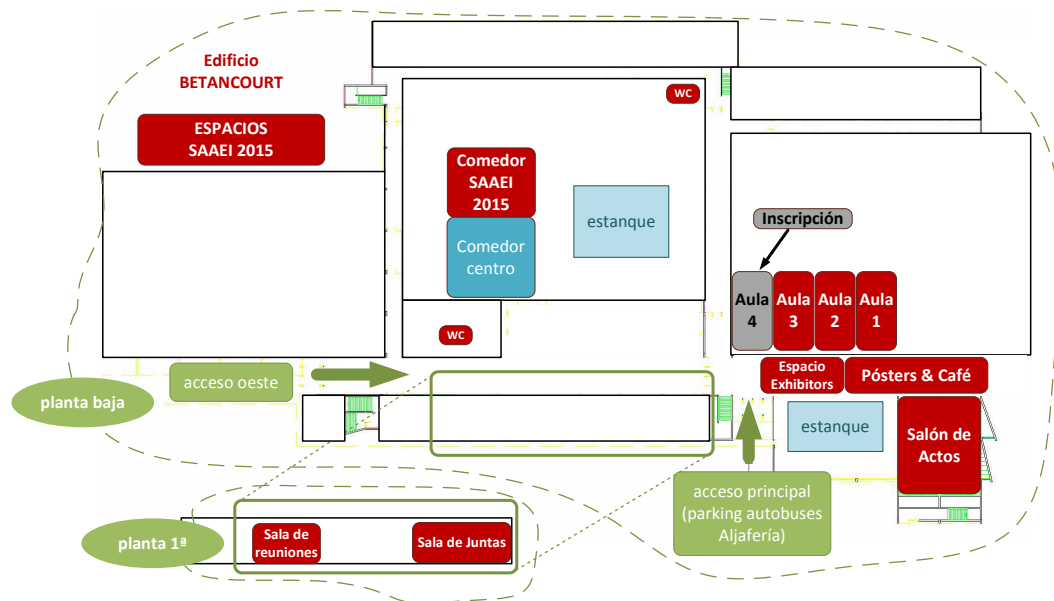 Edificio
BETANCOURT
ESPACIOS
SAAEI 2015
WC
Comedor
SAAEI
2015
estanque
Comedor
centro
Inscripción
Aula
4
Aula
3
Aula
2
Aula
1
WC
acceso oeste
Espacio
Exhibitors
Pósters & Café
planta baja
estanque
Salón de
Actos
acceso principal
(parking autobuses
Aljafería)
planta 1ª
Sala de
reuniones
Sala de Juntas